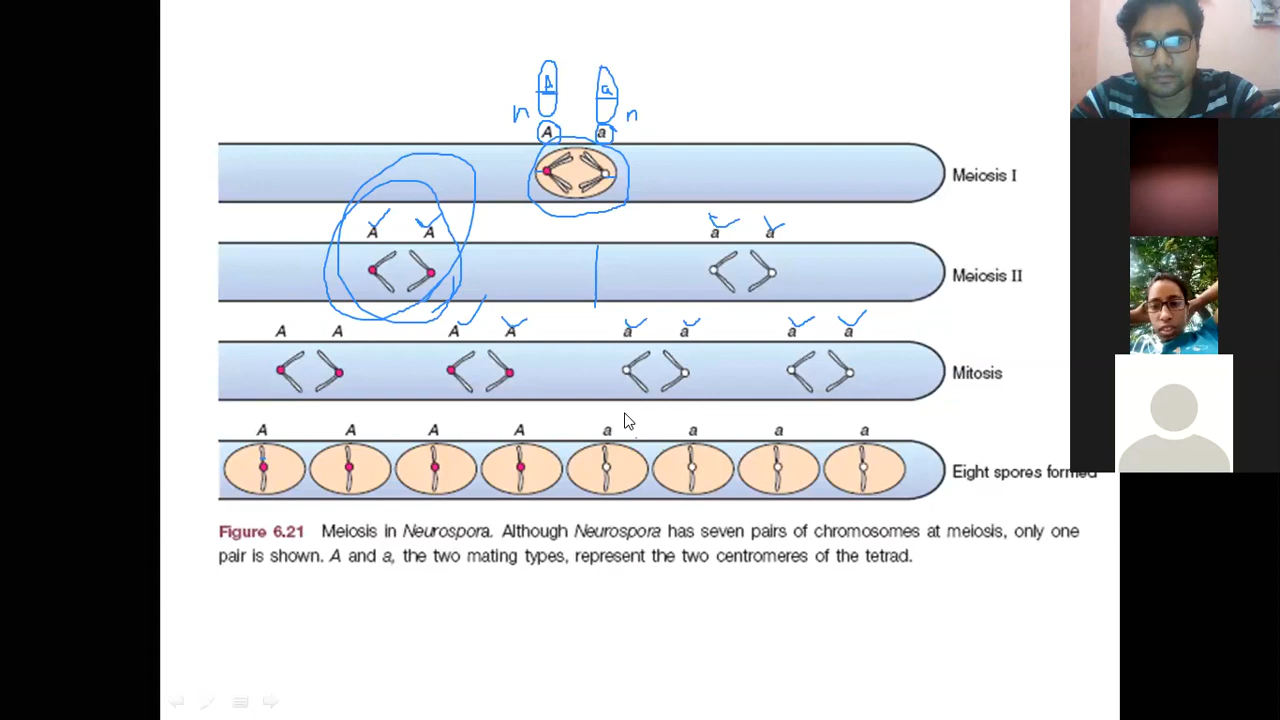 A a
n n
A a
Meiosis I
A A a a
Meiosis II
A A A A a a a a
Mitosis
A A A A a a a a
Eight spores formed
Figure 6.21 Meiosis in Neurospora. Although Neurospora has seven pairs of chromosomes at meiosis, only one
pair is shown. A and a, the two mating types, represent the two centromeres of the tetrad.